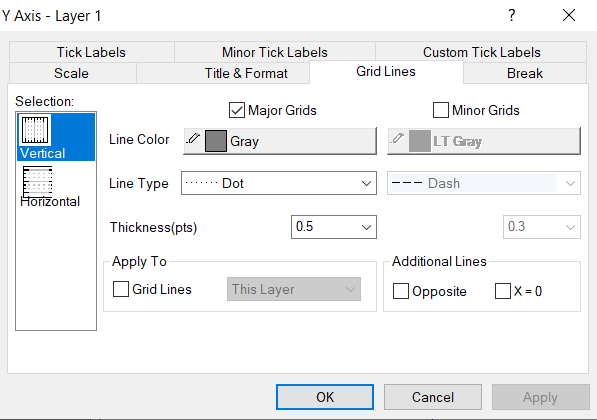 Y Axis - Layer 1 ?
Tick Labels Minor Tick Labels Custom Tick Labels
Scale Title & Format Grid Lines Break
Selection:
Vertical
Horizontal
Major Grids Minor Grids
Line Color Gray LT Gray
Line Type Dot Dash
Thickness(pts) 0.5 0.3
Apply To Additional Lines
Grid Lines This Layer Opposite X = 0
OK Cancel Apply